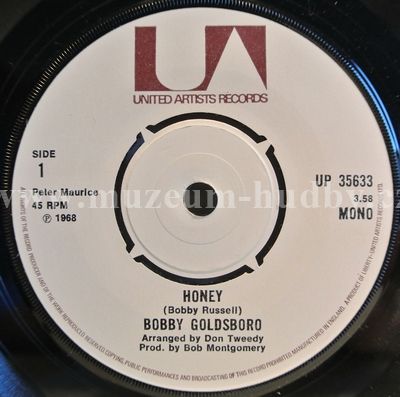 UNITED ARTISTS RECORDS
SIDE
1
Peter Maurice
45 RPM
℗ 1968
UP 35633
3.58
MONO
www.muzeum-hudby.cz
HONEY
(Bobby Russell)
BOBBY GOLDSBORO
Arranged by Don Tweedy
Prod. by Bob Montgomery